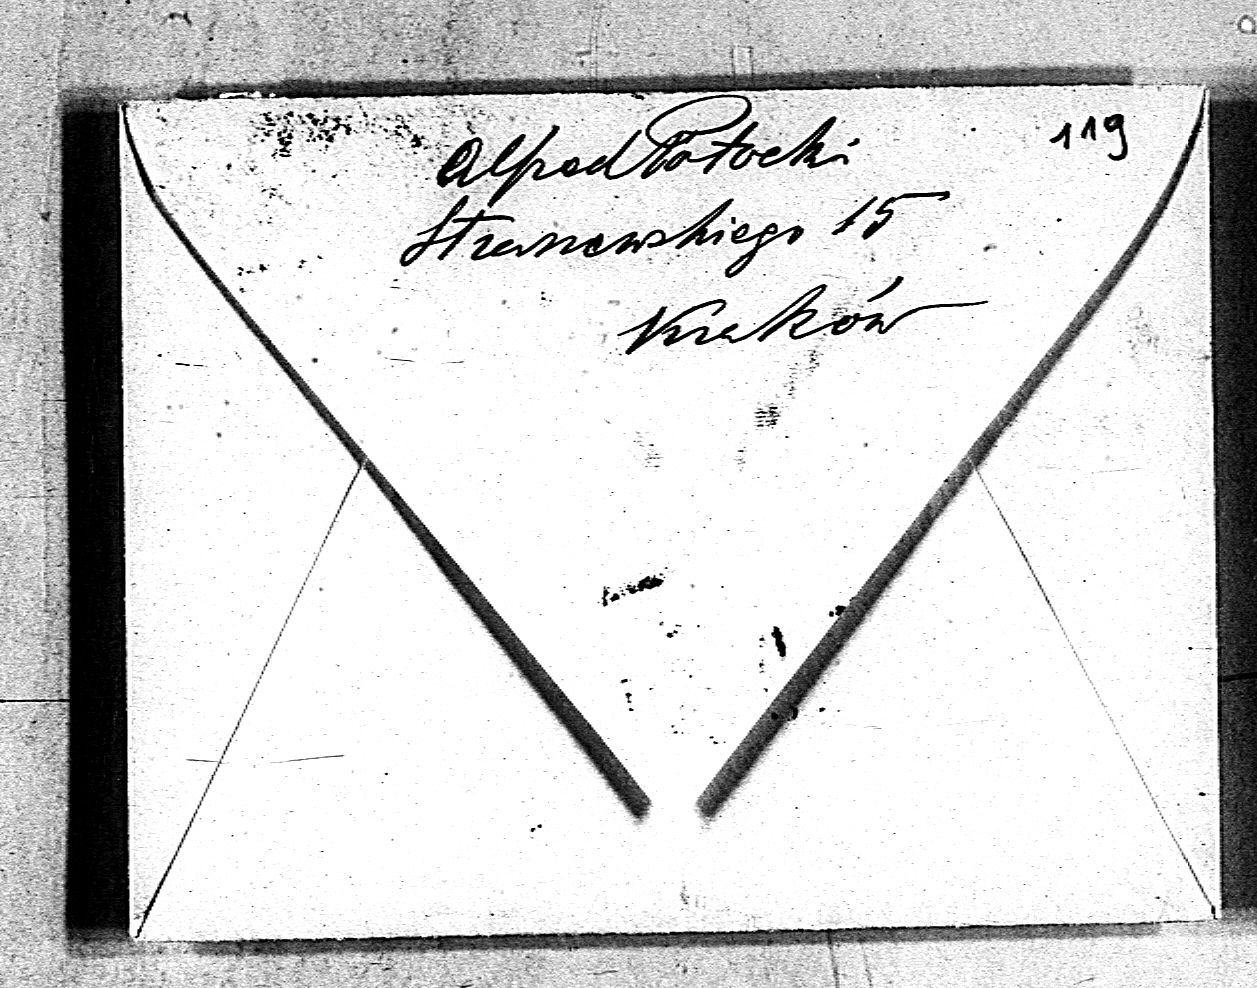 Alfred Potocki 119
Straszewskiego 15
Kraków